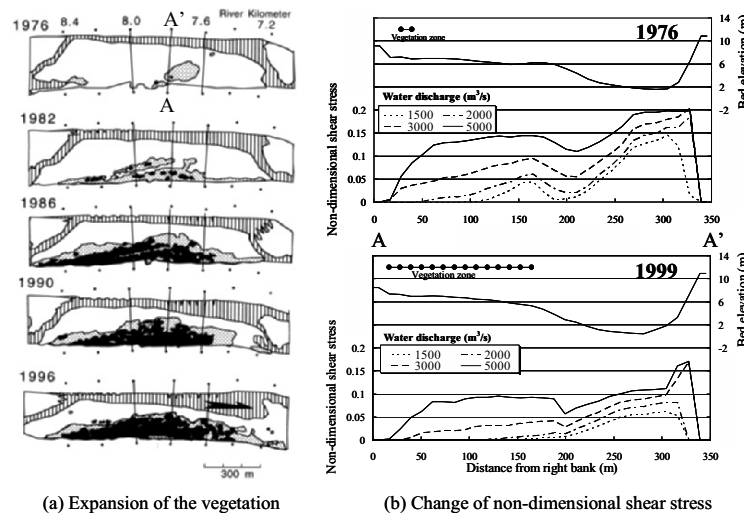 River Kilometer
1976 8.4 8.0 A' 7.6 7.2
A
1982
1986
1990
1996
300 m
(a) Expansion of the vegetation
1976
Vegetation zone
Bed elevation (m)
14
10
6
2
-2
Water discharge (m³/s)
1500 2000
3000 5000
Non-dimensional shear stress
0.2
0.15
0.1
0.05
0
0 50 100 150 200 250 300 350
A A'
1999
Vegetation zone
Bed elevation (m)
14
10
6
2
-2
Water discharge (m³/s)
1500 2000
3000 5000
Non-dimensional shear stress
0.2
0.15
0.1
0.05
0
0 50 100 150 200 250 300 350
Distance from right bank (m)
(b) Change of non-dimensional shear stress